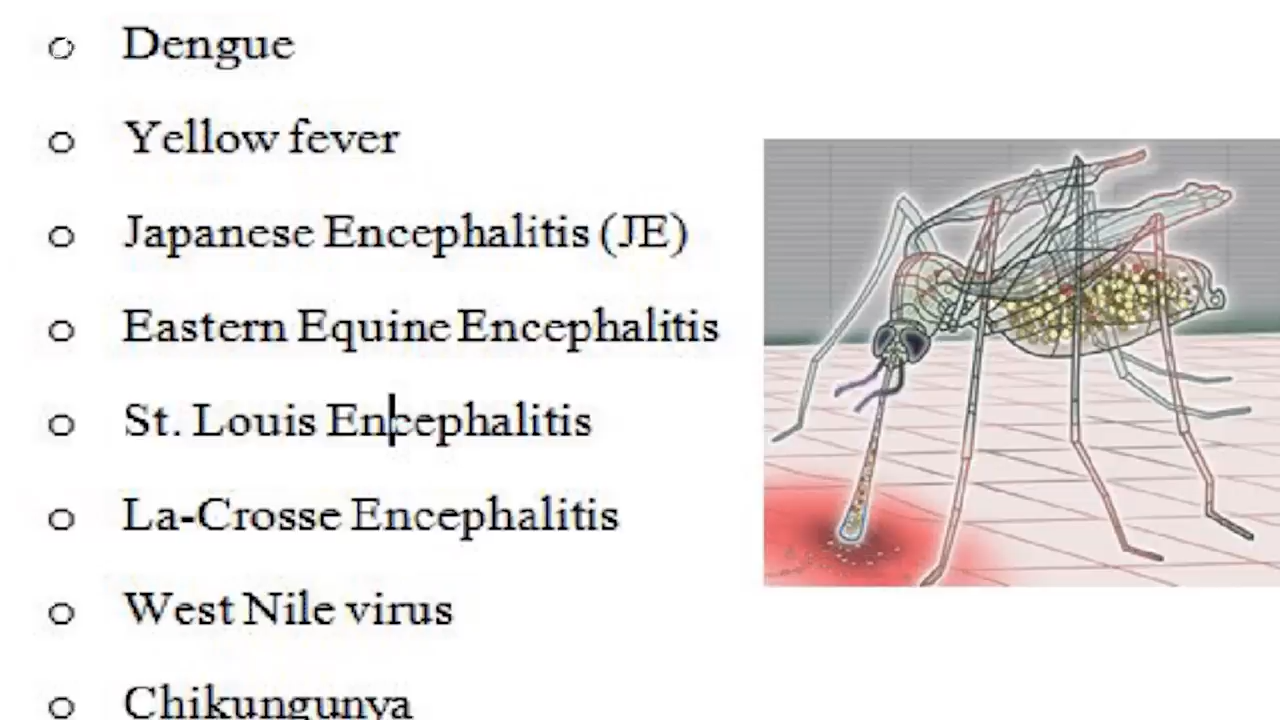 o Dengue
o Yellow fever
o Japanese Encephalitis (JE)
o Eastern Equine Encephalitis
o St. Louis Encephalitis
o La-Crosse Encephalitis
o West Nile virus
o Chikungunya